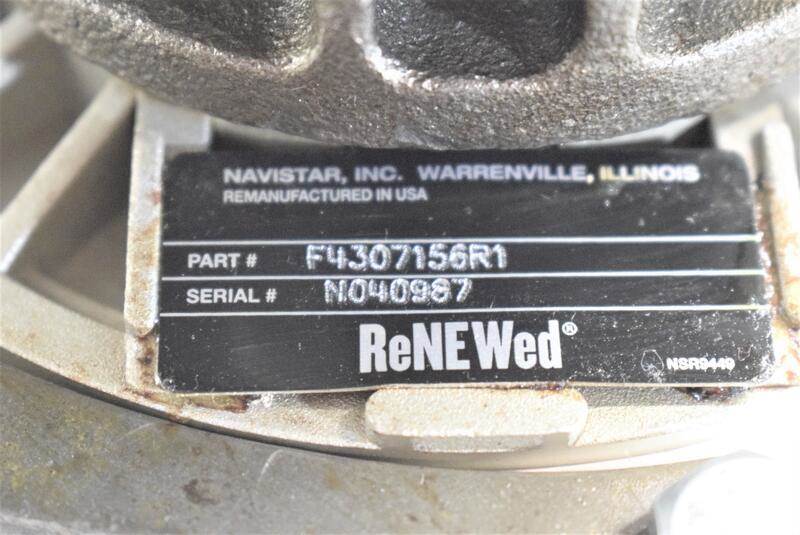 NAVISTAR, INC. WARRENVILLE, ILLINOIS
REMANUFACTURED IN USA
PART # F4307156R1
SERIAL # N040987
ReNEWed®
NSR9449